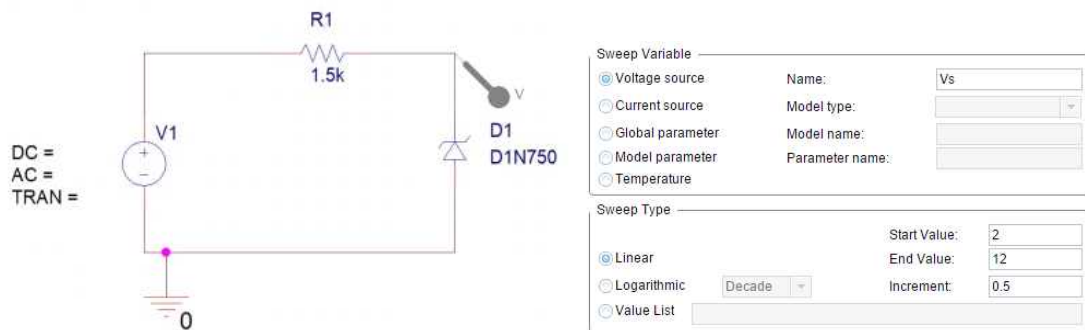 R1
1.5k
V
V1
D1
D1N750
DC =
AC =
TRAN =
0
Sweep Variable
Voltage source Name: Vs
Current source Model type:
Global parameter Model name:
Model parameter Parameter name:
Temperature
Sweep Type
Start Value: 2
Linear End Value: 12
Logarithmic Decade Increment: 0.5
Value List